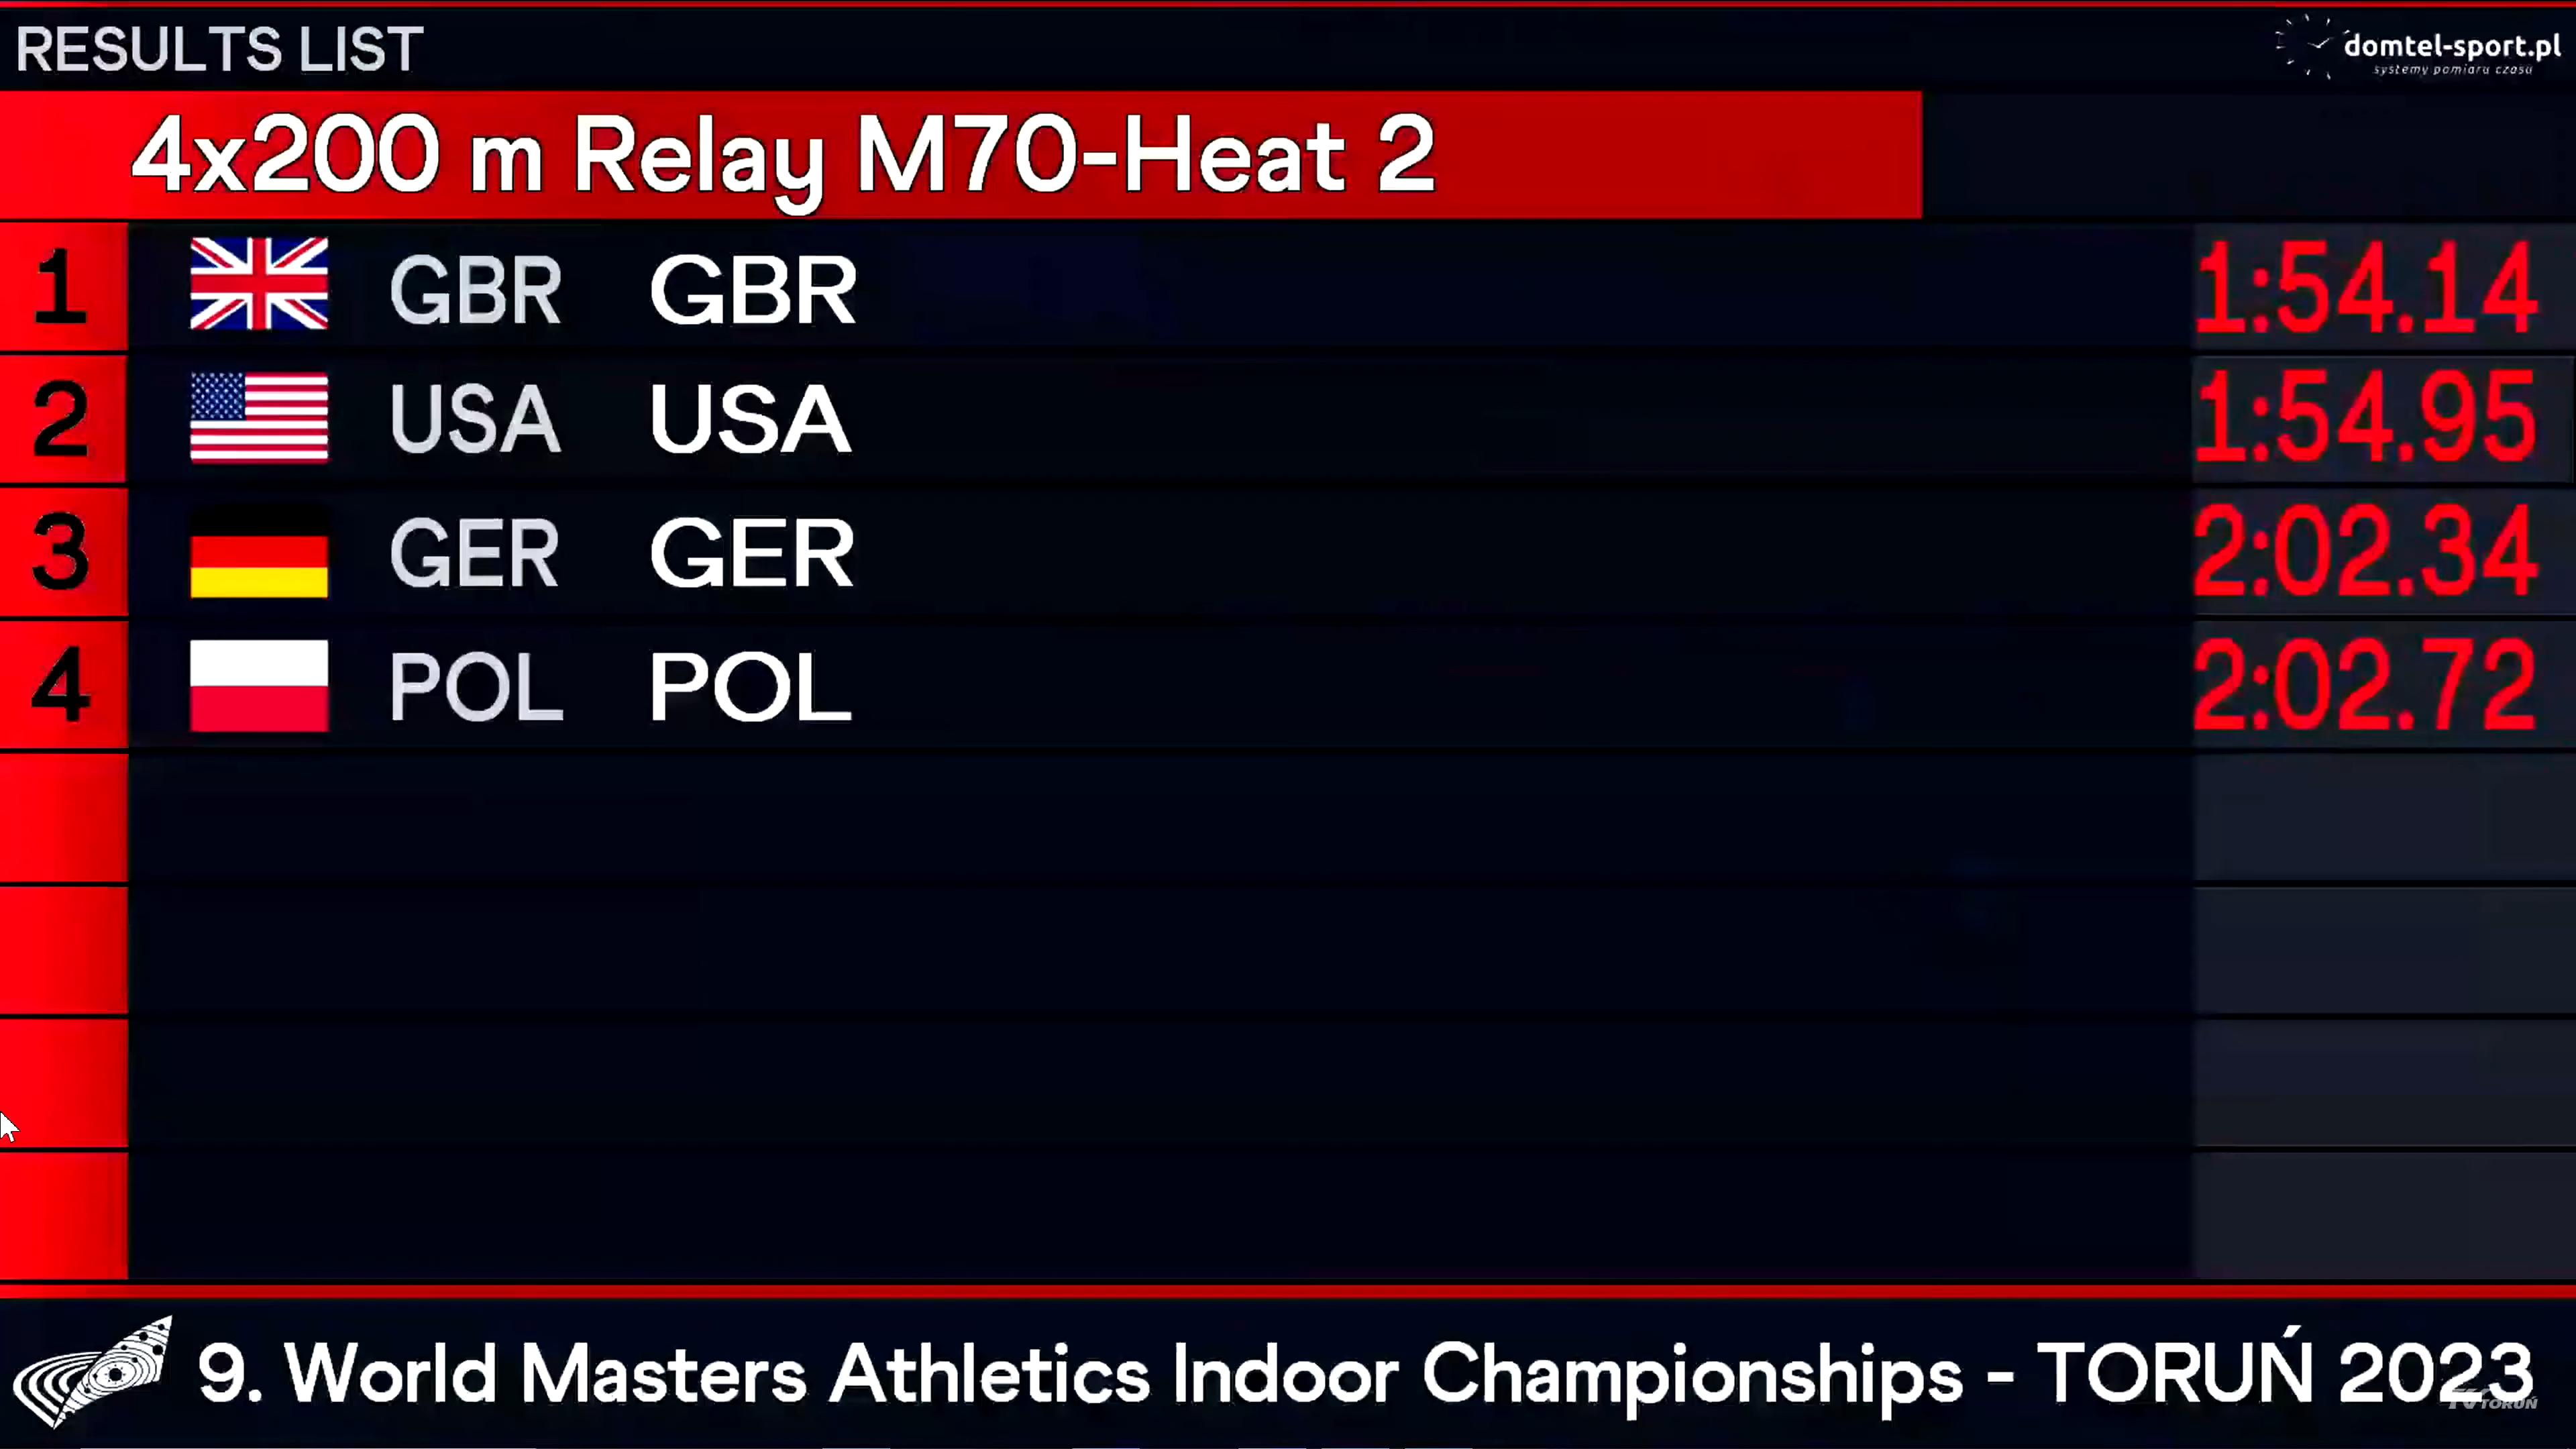 RESULTS LIST
domtel-sport.pl
systemy pomiaru czasu
4x200 m Relay M70-Heat 2
1 GBR GBR 1:54.14
2 USA USA 1:54.95
3 GER GER 2:02.34
4 POL POL 2:02.72
9. World Masters Athletics Indoor Championships - TORUŃ 2023
TV TORUŃ